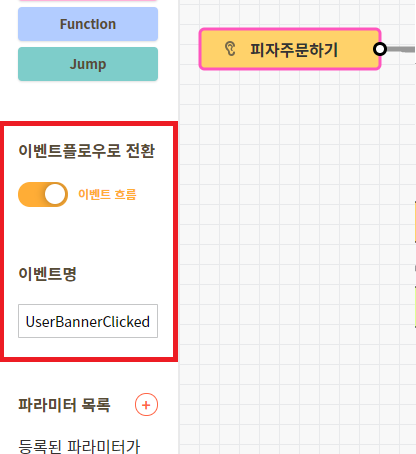 Function
Jump
피자주문하기
이벤트플로우로 전환
이벤트 흐름
이벤트명
UserBannerClicked
파라미터 목록
등록된 파라미터가